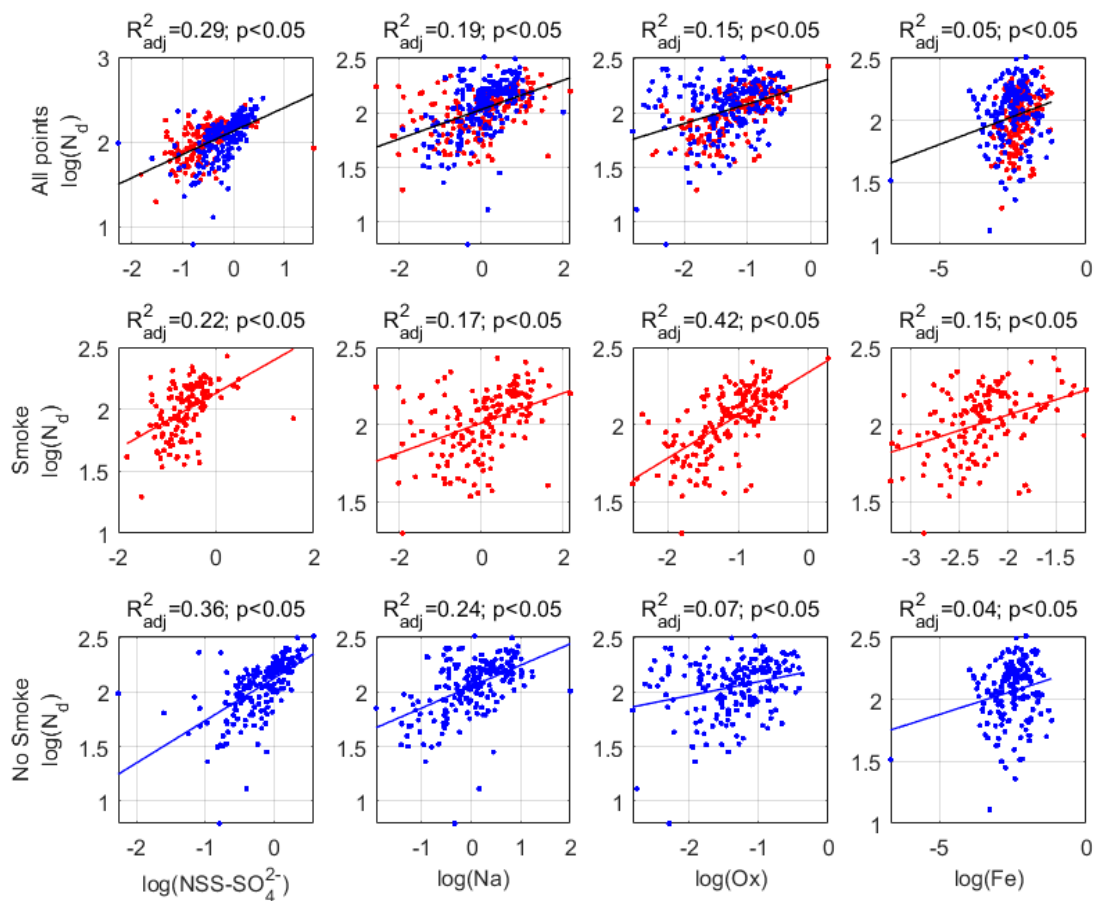 R²adj=0.29; p<0.05
R²adj=0.19; p<0.05
R²adj=0.15; p<0.05
R²adj=0.05; p<0.05
All points
log(Nd)
3
2
1
-2 -1 0 1
2.5
2
1.5
1
-2 0 2
2.5
2
1.5
1
-2 -1 0
2.5
2
1.5
1
-5 0
R²adj=0.22; p<0.05
R²adj=0.17; p<0.05
R²adj=0.42; p<0.05
R²adj=0.15; p<0.05
Smoke
log(Nd)
2.5
2
1.5
1
-2 0 2
2.5
2
1.5
-2 0 2
2.5
2
1.5
-2 -1 0
2.5
2
1.5
-3 -2.5 -2 -1.5
R²adj=0.36; p<0.05
R²adj=0.24; p<0.05
R²adj=0.07; p<0.05
R²adj=0.04; p<0.05
No Smoke
log(Nd)
2.5
2
1.5
1
-2 -1 0
2.5
2
1.5
1
-1 0 1 2
2.5
2
1.5
1
-2 -1 0
2.5
2
1.5
1
-5 0
log(NSS-SO₄²⁻)
log(Na)
log(Ox)
log(Fe)